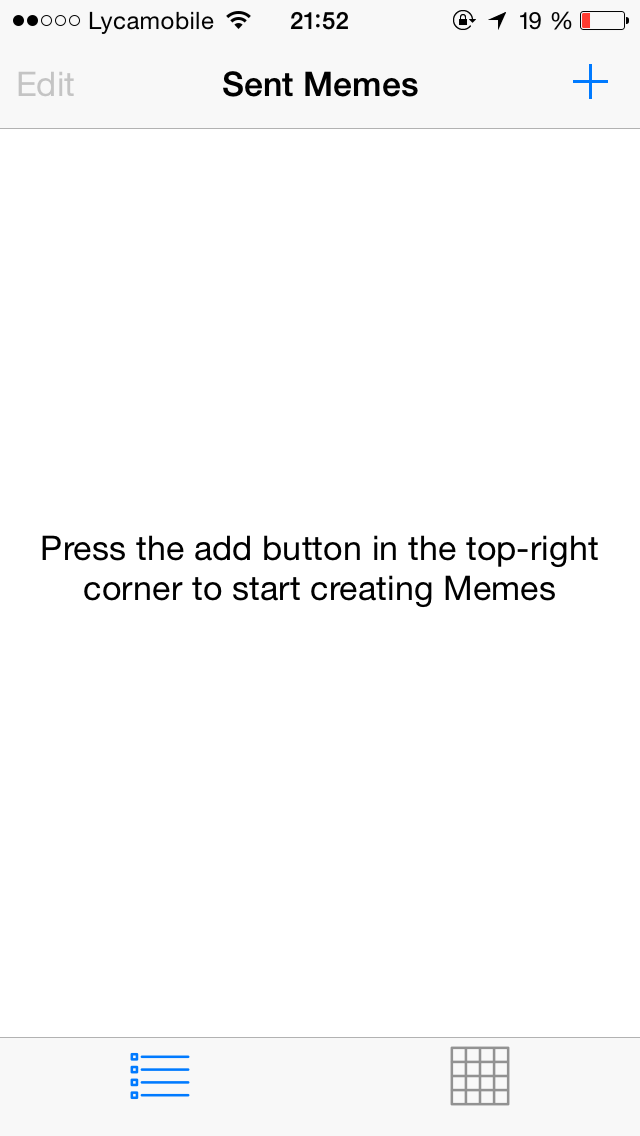 Lycamobile 21:52 19 %
Edit Sent Memes
Press the add button in the top-right
corner to start creating Memes